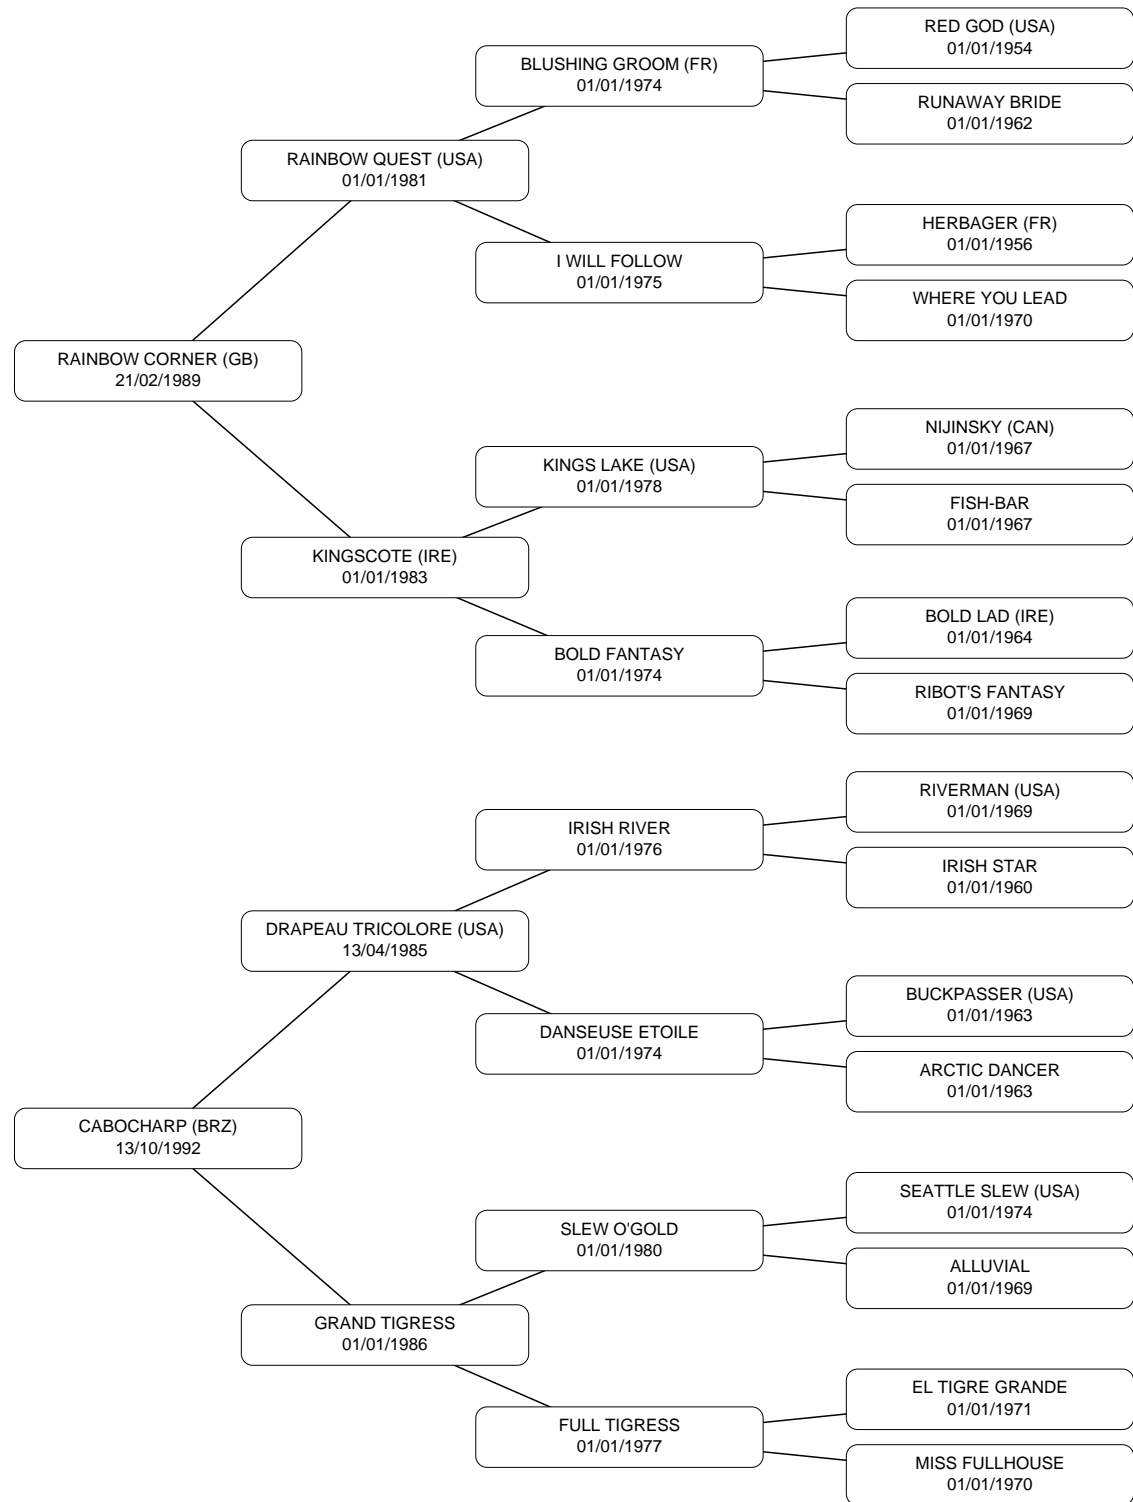 RED GOD (USA)
01/01/1954
BLUSHING GROOM (FR)
01/01/1974
RUNAWAY BRIDE
01/01/1962
RAINBOW QUEST (USA)
01/01/1981
HERBAGER (FR)
01/01/1956
I WILL FOLLOW
01/01/1975
WHERE YOU LEAD
01/01/1970
RAINBOW CORNER (GB)
21/02/1989
NIJINSKY (CAN)
01/01/1967
KINGS LAKE (USA)
01/01/1978
FISH-BAR
01/01/1967
KINGSCOTE (IRE)
01/01/1983
BOLD LAD (IRE)
01/01/1964
BOLD FANTASY
01/01/1974
RIBOT'S FANTASY
01/01/1969
RIVERMAN (USA)
01/01/1969
IRISH RIVER
01/01/1976
IRISH STAR
01/01/1960
DRAPEAU TRICOLORE (USA)
13/04/1985
BUCKPASSER (USA)
01/01/1963
DANSEUSE ETOILE
01/01/1974
ARCTIC DANCER
01/01/1963
CABOCHARP (BRZ)
13/10/1992
SEATTLE SLEW (USA)
01/01/1974
SLEW O'GOLD
01/01/1980
ALLUVIAL
01/01/1969
GRAND TIGRESS
01/01/1986
EL TIGRE GRANDE
01/01/1971
FULL TIGRESS
01/01/1977
MISS FULLHOUSE
01/01/1970